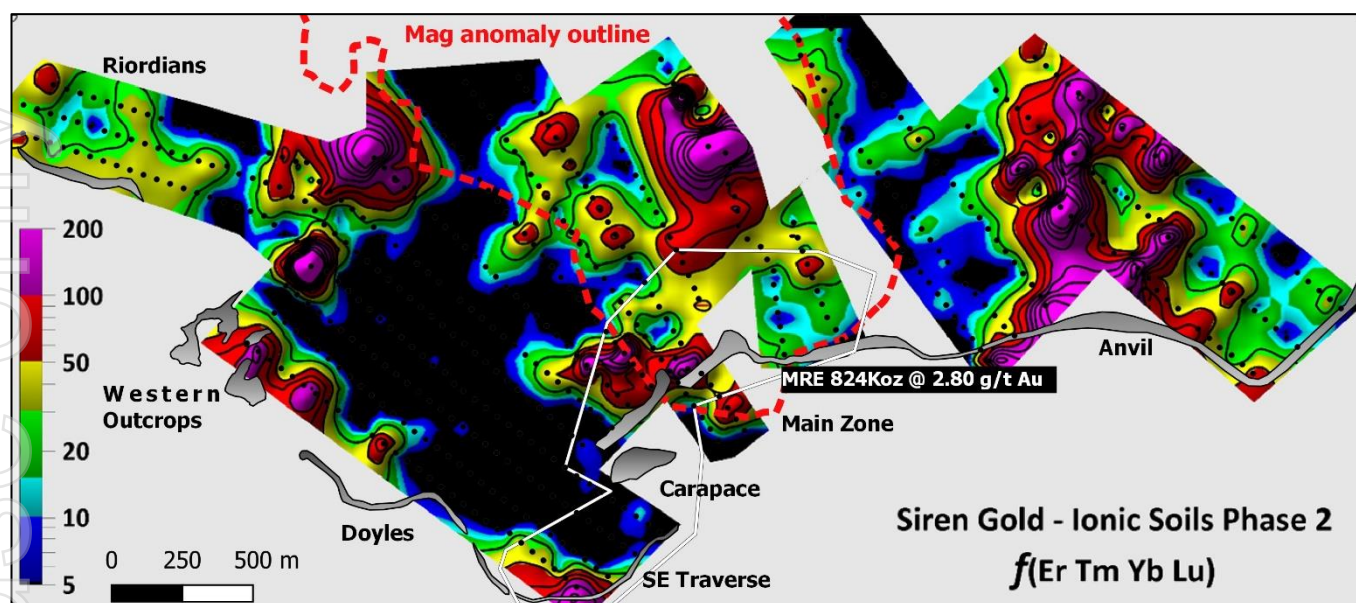 Mag anomaly outline
Riordians
200
100
50
20
10
5
Western
Outcrops
Anvil
MRE 824Koz @ 2.80 g/t Au
Main Zone
Carapace
Doyles
SE Traverse
0 250 500 m
Siren Gold - Ionic Soils Phase 2
f(Er Tm Yb Lu)